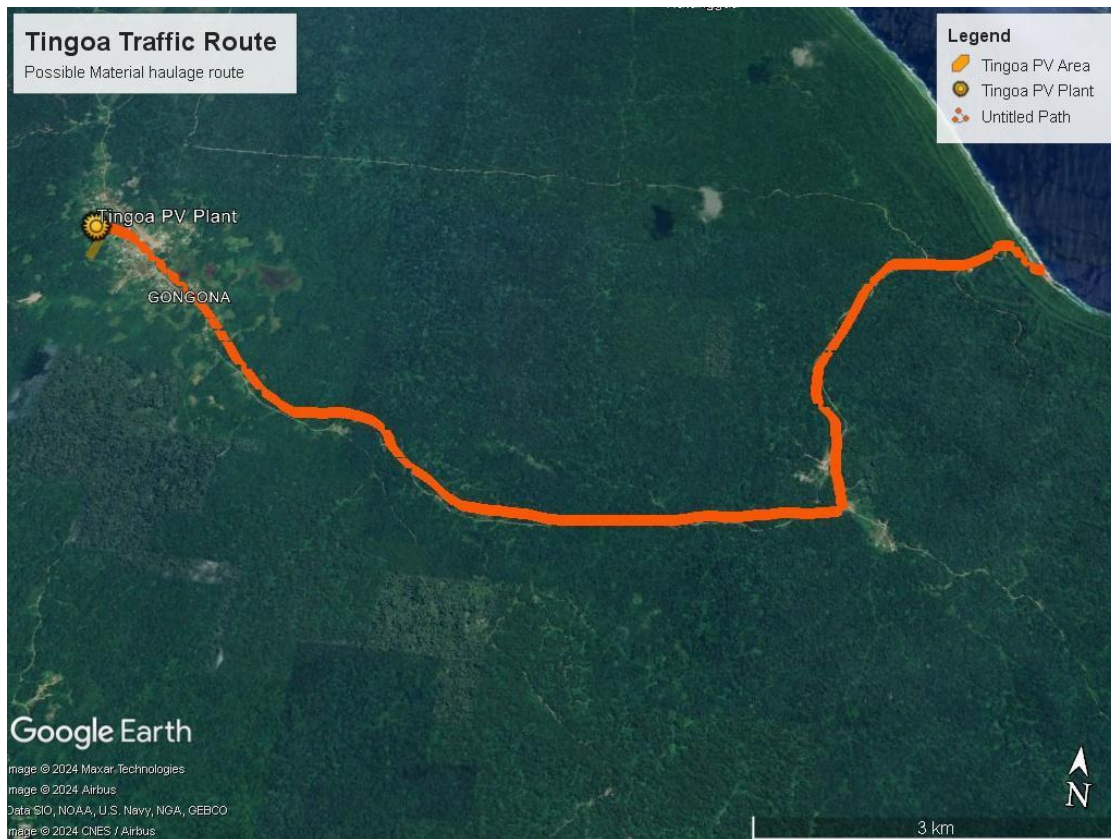 Tingoa Traffic Route
Possible Material haulage route
Legend
Tingoa PV Area
Tingoa PV Plant
Untitled Path
Tingoa PV Plant
GONGONA
Google Earth
mage © 2024 Maxar Technologies
mage © 2024 Airbus
Data SIO, NOAA, U.S. Navy, NGA, GEBCO
mage © 2024 CNES / Airbus
N
3 km